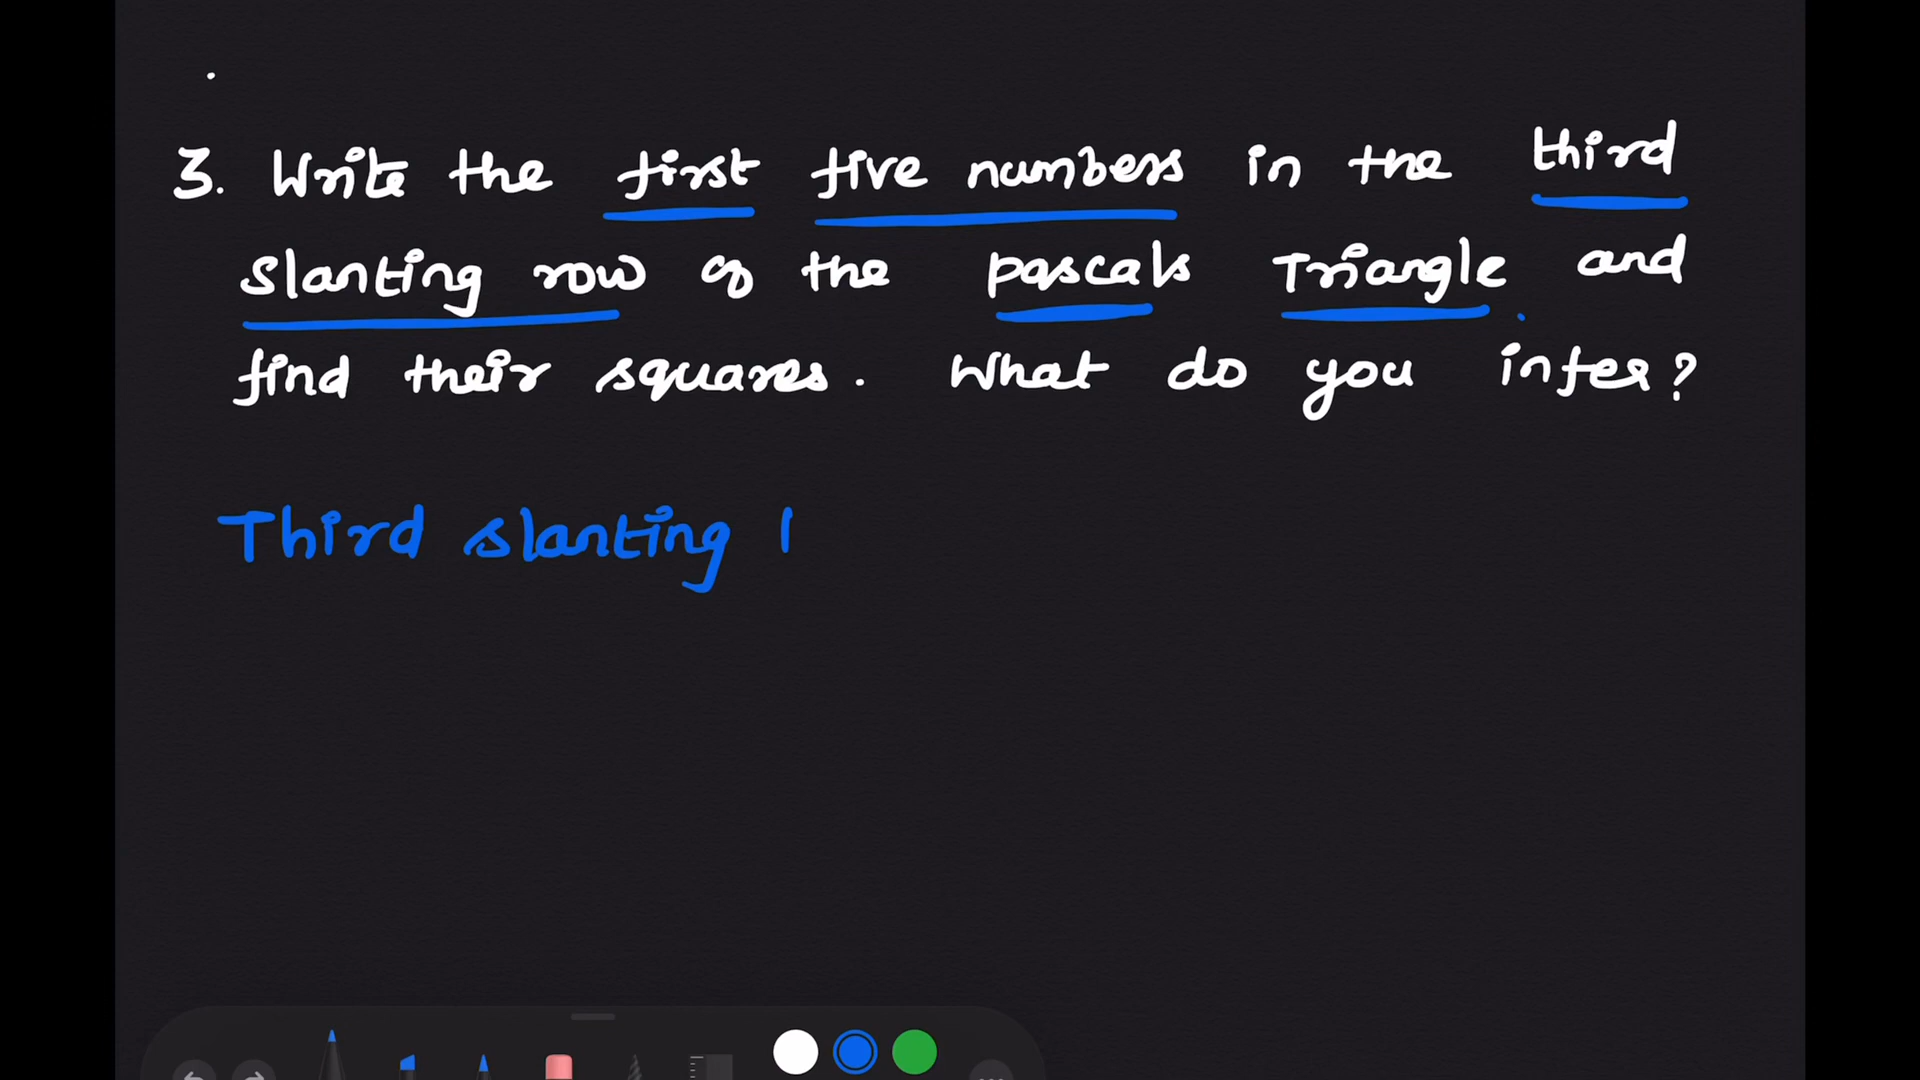 3. Write the first five numbers in the third
slanting row of the pascals Triangle and
find their squares. What do you infer?
Third slanting